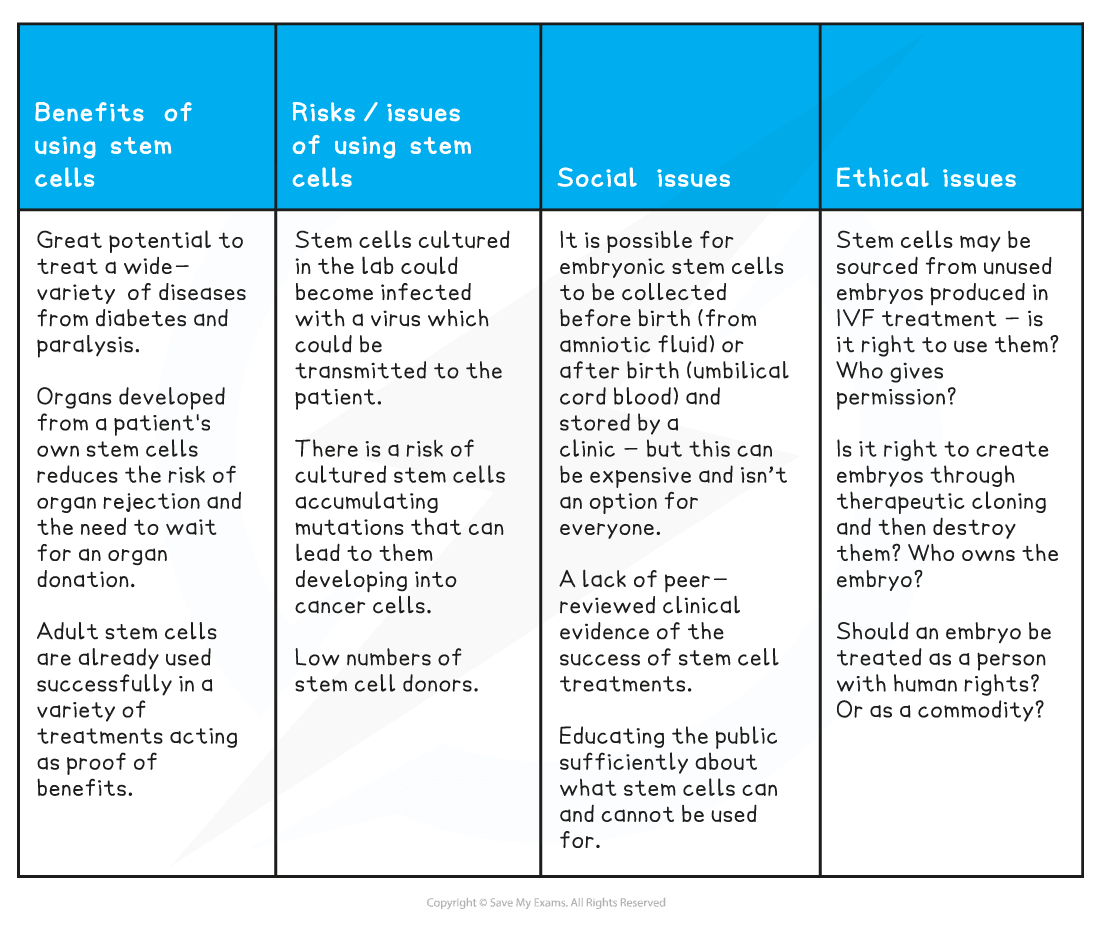 Benefits of
using stem
cells
Risks / issues
of using stem
cells
Social issues
Ethical issues
Great potential to
treat a wide–
variety of diseases
from diabetes and
paralysis.
Organs developed
from a patient's
own stem cells
reduces the risk of
organ rejection and
the need to wait
for an organ
donation.
Adult stem cells
are already used
successfully in a
variety of
treatments acting
as proof of
benefits.
Stem cells cultured
in the lab could
become infected
with a virus which
could be
transmitted to the
patient.
There is a risk of
cultured stem cells
accumulating
mutations that can
lead to them
developing into
cancer cells.
Low numbers of
stem cell donors.
It is possible for
embryonic stem cells
to be collected
before birth (from
amniotic fluid) or
after birth (umbilical
cord blood) and
stored by a
clinic – but this can
be expensive and isn't
an option for
everyone.
A lack of peer–
reviewed clinical
evidence of the
success of stem cell
treatments.
Educating the public
sufficiently about
what stem cells can
and cannot be used
for.
Stem cells may be
sourced from unused
embryos produced in
IVF treatment – is
it right to use them?
Who gives
permission?
Is it right to create
embryos through
therapeutic cloning
and then destroy
them? Who owns the
embryo?
Should an embryo be
treated as a person
with human rights?
Or as a commodity?
Copyright © Save My Exams. All Rights Reserved